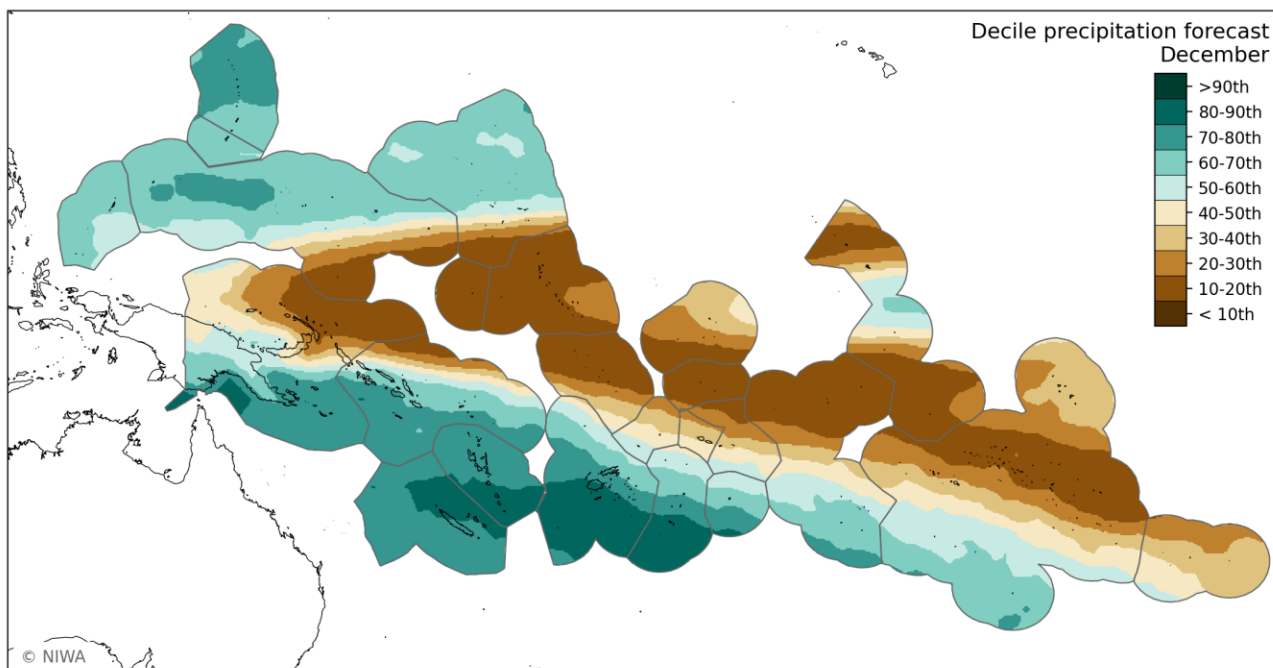 Decile precipitation forecast
December
>90th
80-90th
70-80th
60-70th
50-60th
40-50th
30-40th
20-30th
10-20th
< 10th
© NIWA